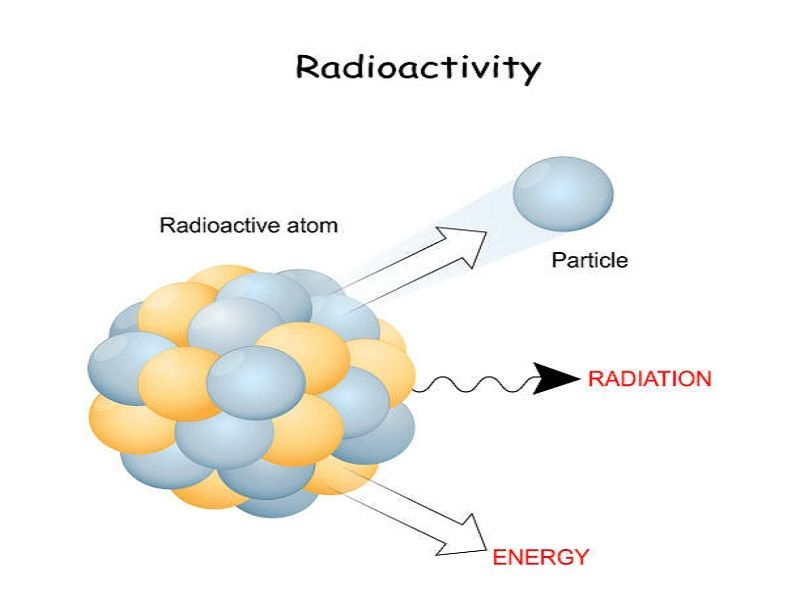 Radioactivity
Radioactive atom
Particle
RADIATION
ENERGY